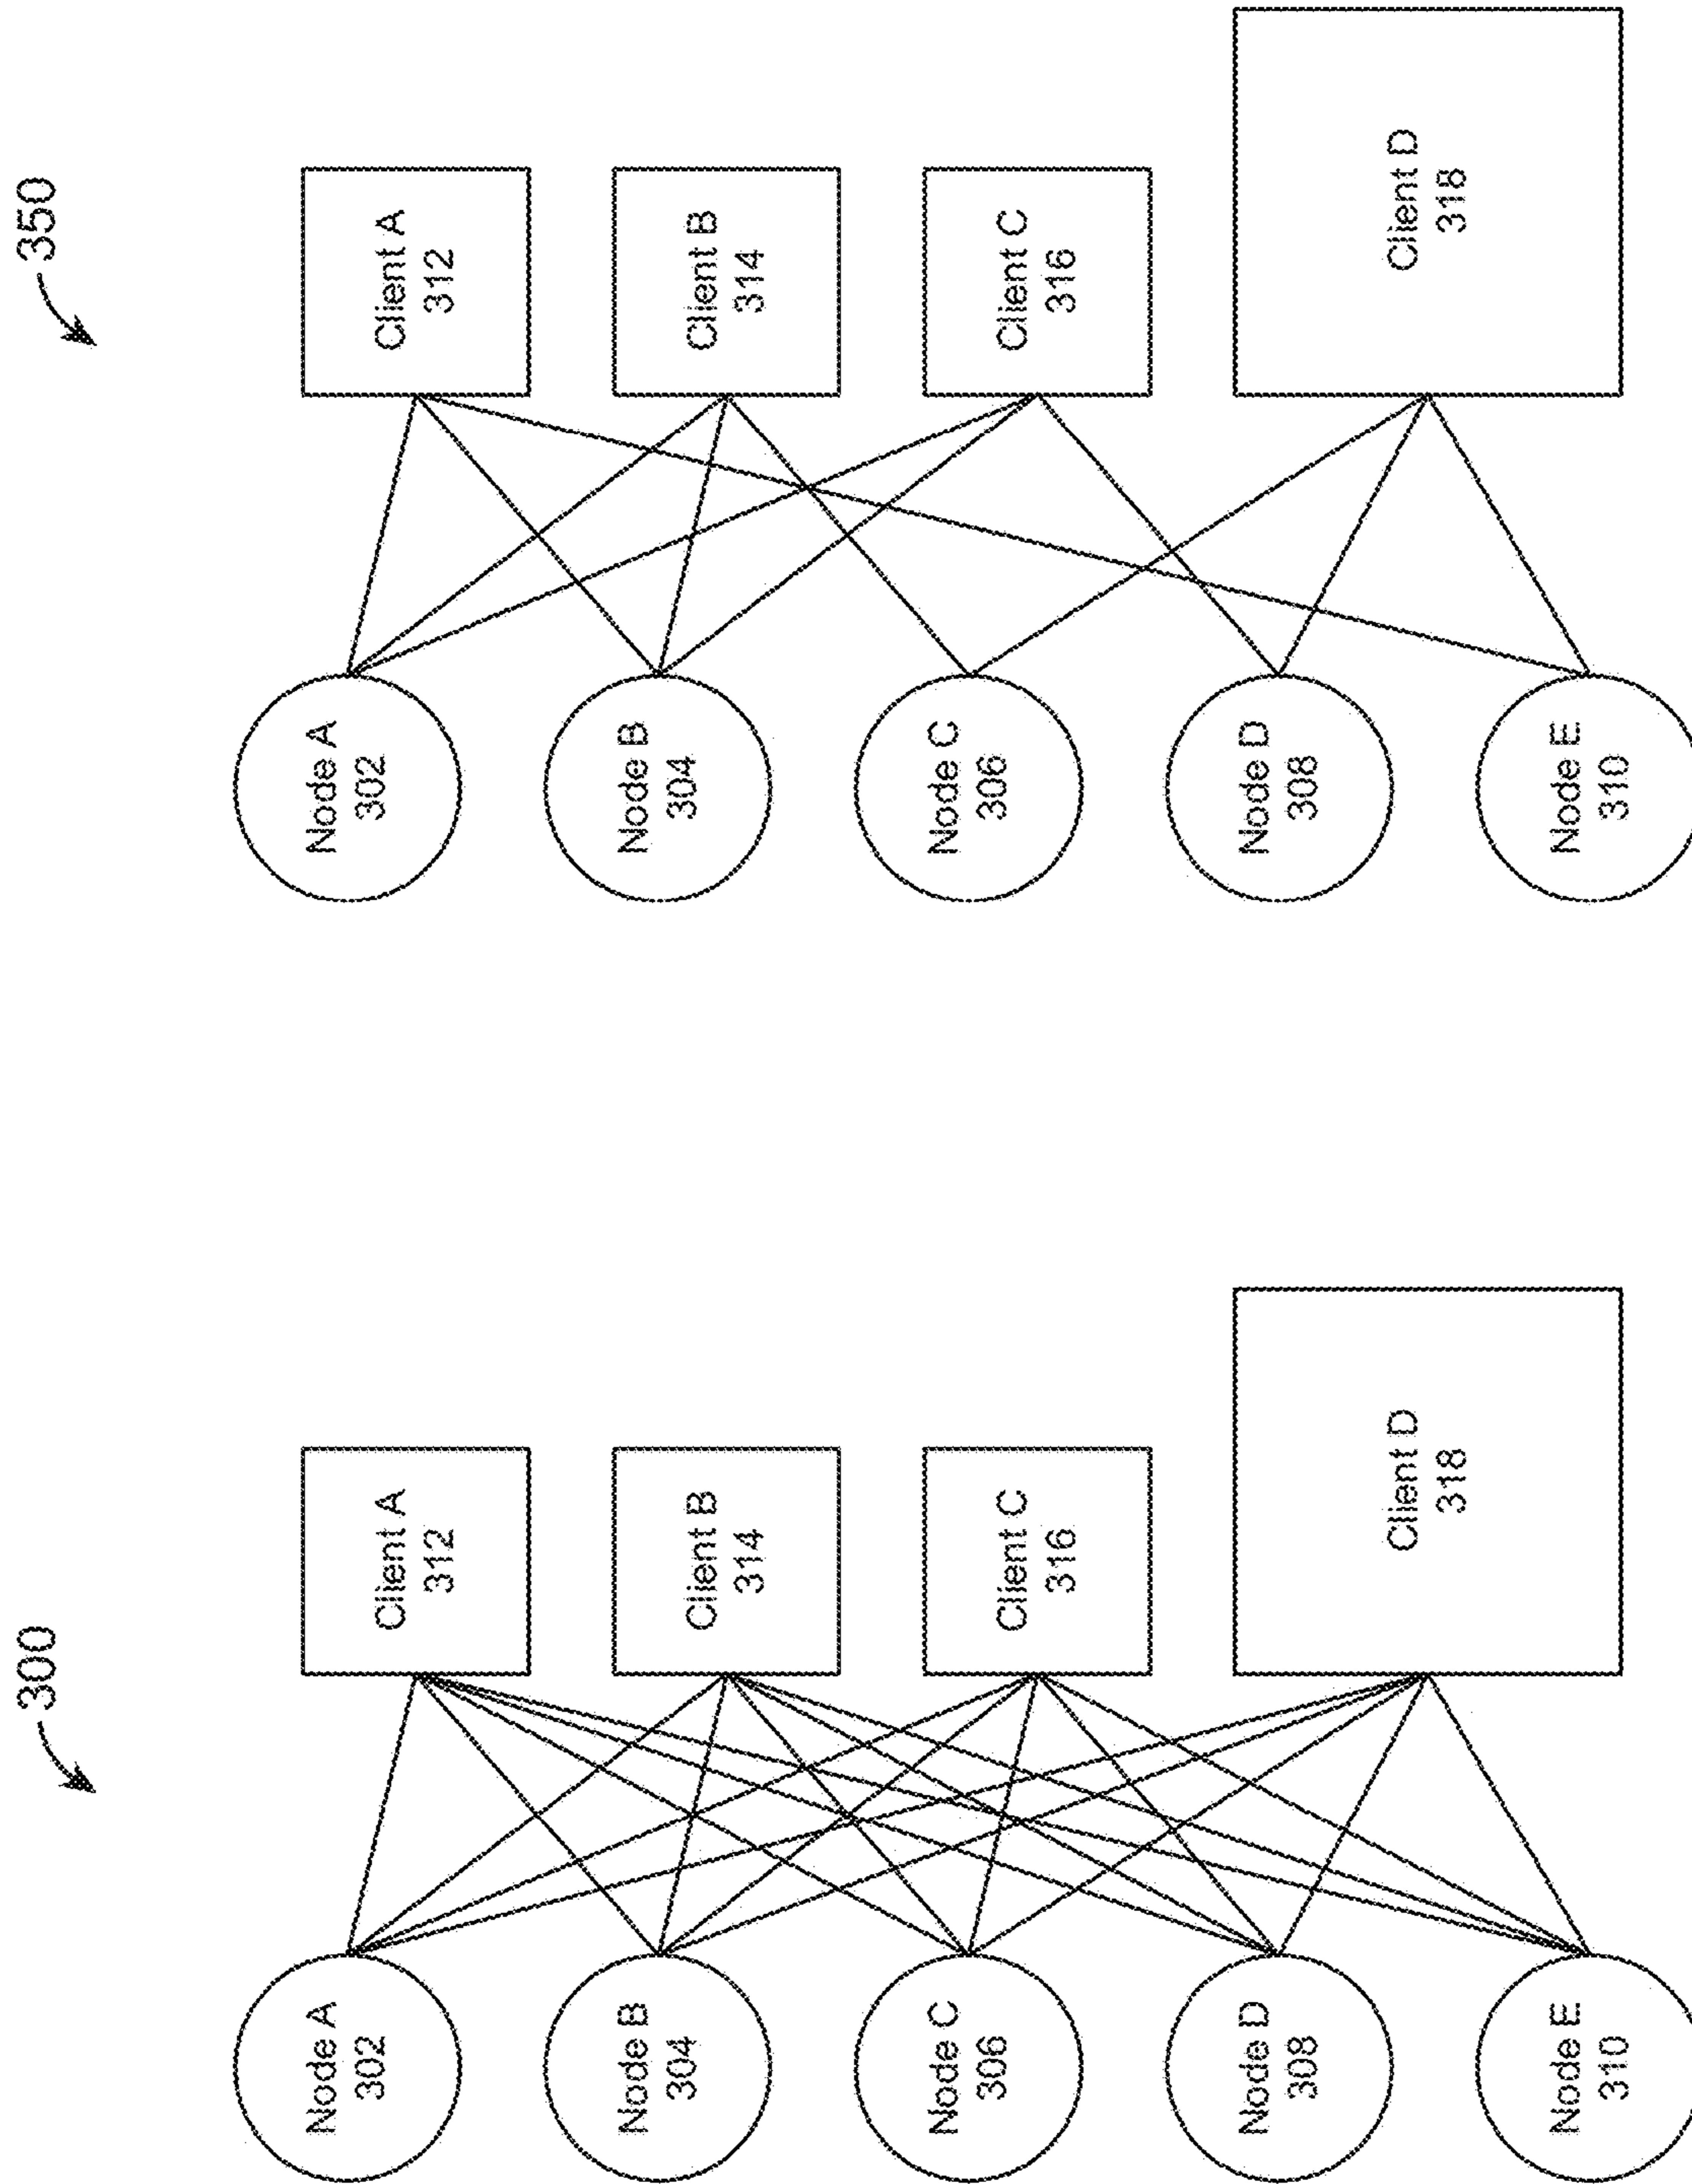 300
Node A
302
Node B
304
Node C
306
Node D
308
Node E
310
Client A
312
Client B
314
Client C
316
Client D
318
350
Node A
302
Node B
304
Node C
306
Node D
308
Node E
310
Client A
312
Client B
314
Client C
316
Client D
318